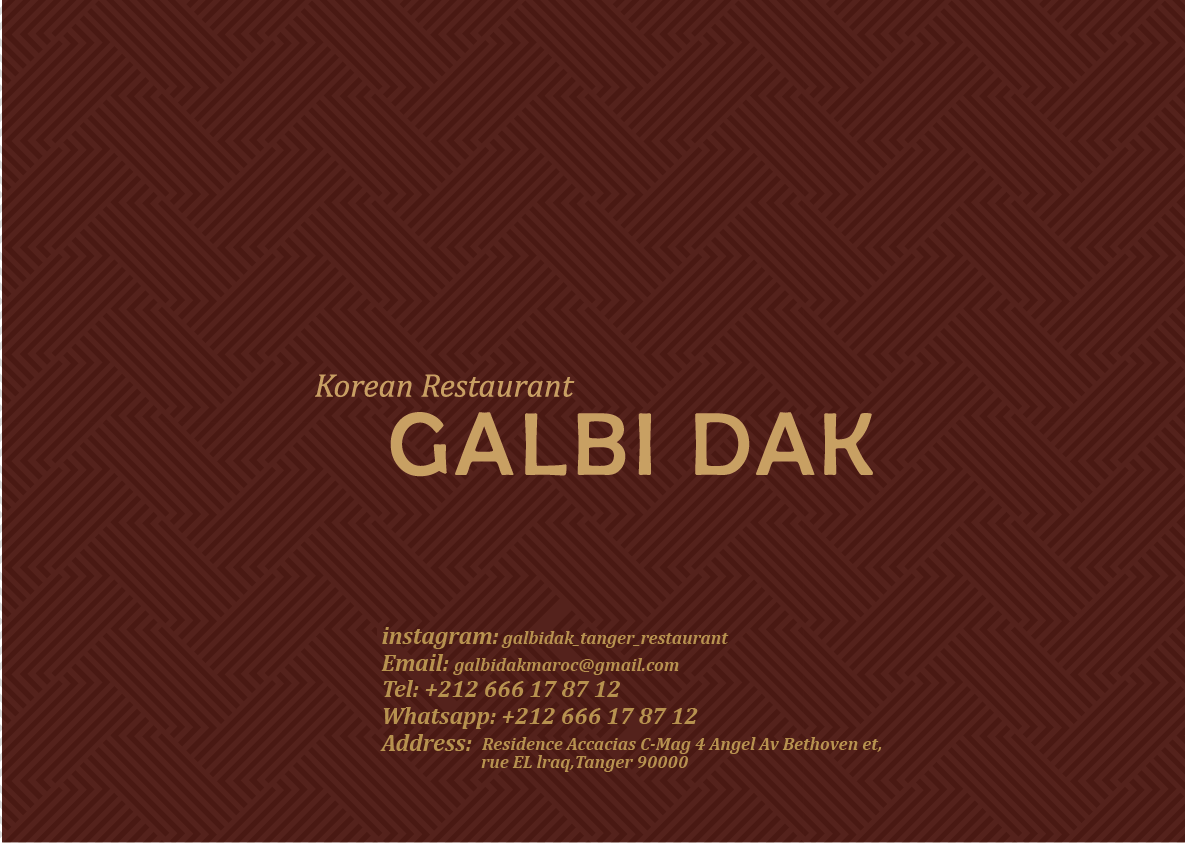 Korean Restaurant
GALBI DAK
instagram: galbidak_tanger_restaurant
Email: galbidakmaroc@gmail.com
Tel: +212 666 17 87 12
Whatsapp: +212 666 17 87 12
Address: Residence Accacias C-Mag 4 Angel Av Bethoven et,
rue EL lraq,Tanger 90000